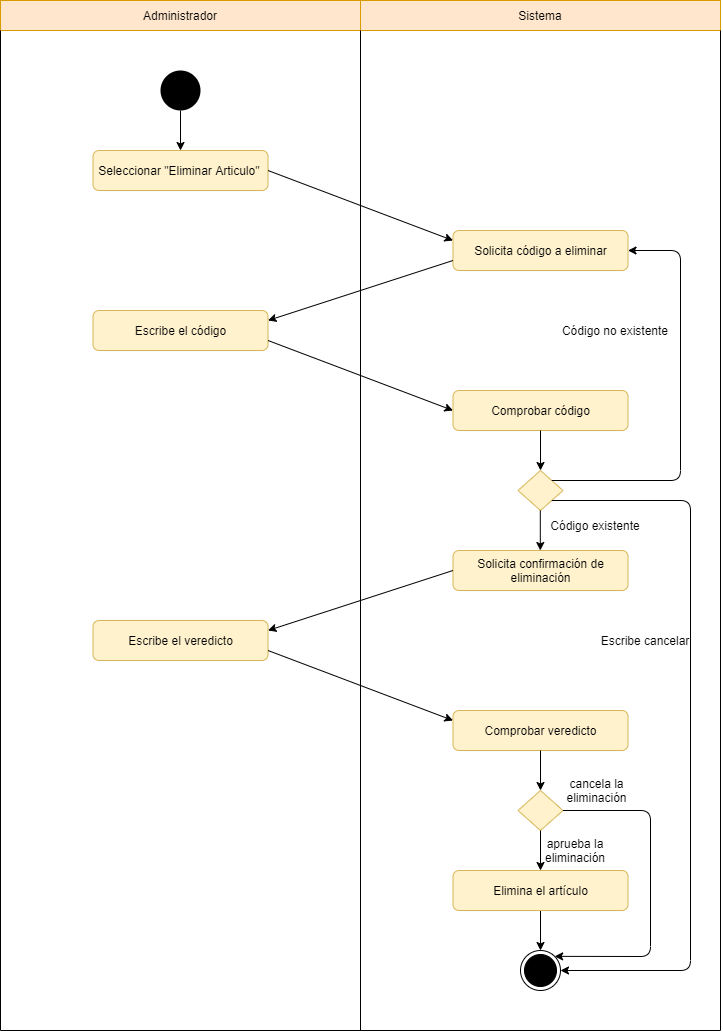 Administrador
Sistema
Seleccionar "Eliminar Articulo"
Solicita código a eliminar
Escribe el código
Código no existente
Comprobar código
Código existente
Solicita confirmación de
eliminación
Escribe el veredicto
Escribe cancelar
Comprobar veredicto
cancela la
eliminación
aprueba la
eliminación
Elimina el artículo